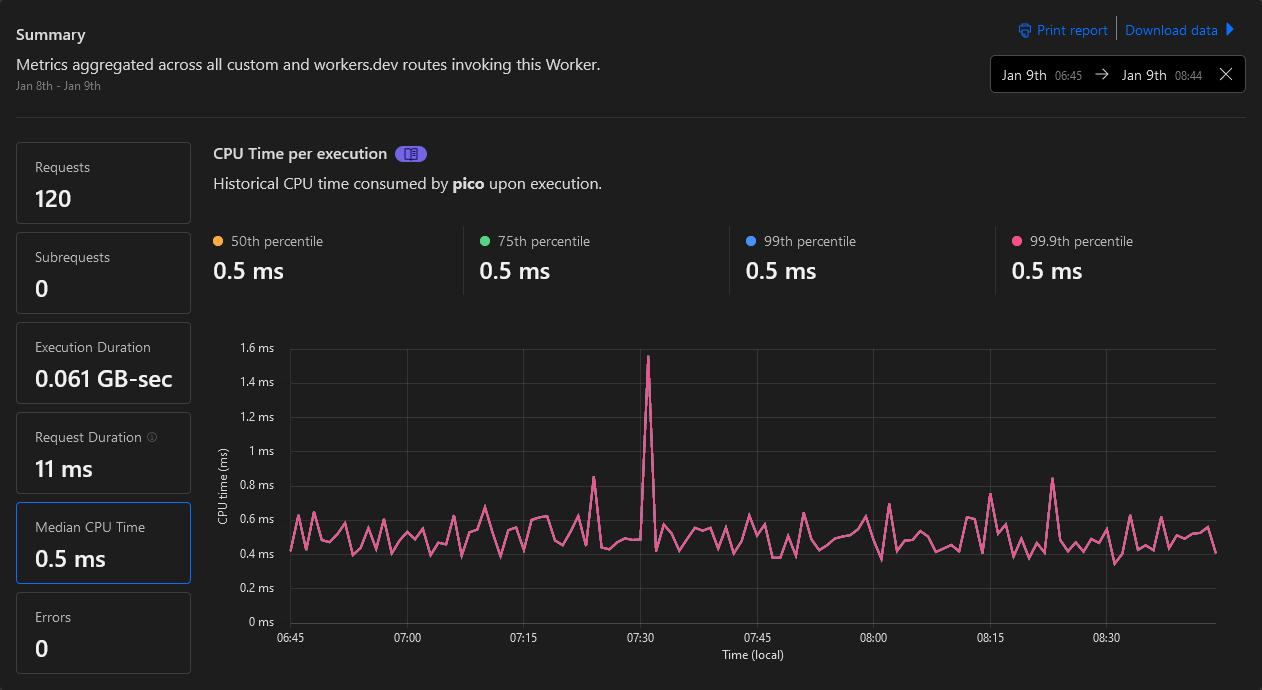 Summary
Print report
Download data
Metrics aggregated across all custom and workers.dev routes invoking this Worker.
Jan 8th - Jan 9th
Jan 9th 06:45 → Jan 9th 08:44
Requests
120
Subrequests
0
Execution Duration
0.061 GB-sec
Request Duration
11 ms
Median CPU Time
0.5 ms
Errors
0
CPU Time per execution
Historical CPU time consumed by pico upon execution.
50th percentile
0.5 ms
75th percentile
0.5 ms
99th percentile
0.5 ms
99.9th percentile
0.5 ms
CPU time (ms)
1.6 ms
1.4 ms
1.2 ms
1 ms
0.8 ms
0.6 ms
0.4 ms
0.2 ms
0 ms
06:45 07:00 07:15 07:30 07:45 08:00 08:15 08:30
Time (local)